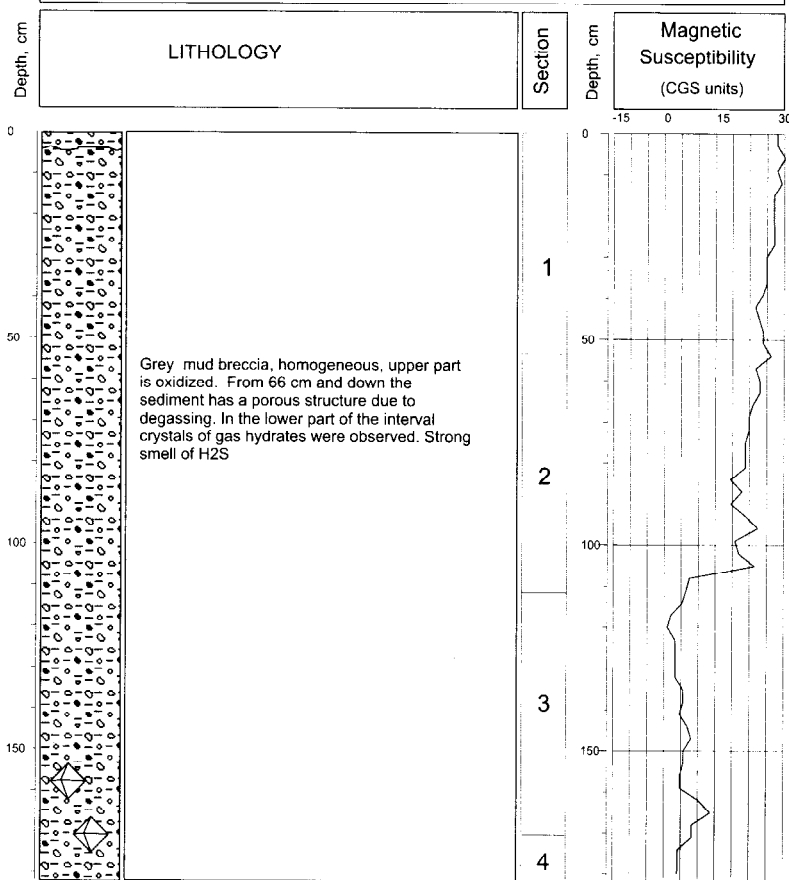 Depth, cm
LITHOLOGY
Section
Depth, cm
Magnetic
Susceptibility
(CGS units)
-15 0 15 30
0
50
100
150
Grey mud breccia, homogeneous, upper part
is oxidized. From 66 cm and down the
sediment has a porous structure due to
degassing. In the lower part of the interval
crystals of gas hydrates were observed. Strong
smell of H2S
1
2
3
4
0
50
100
150